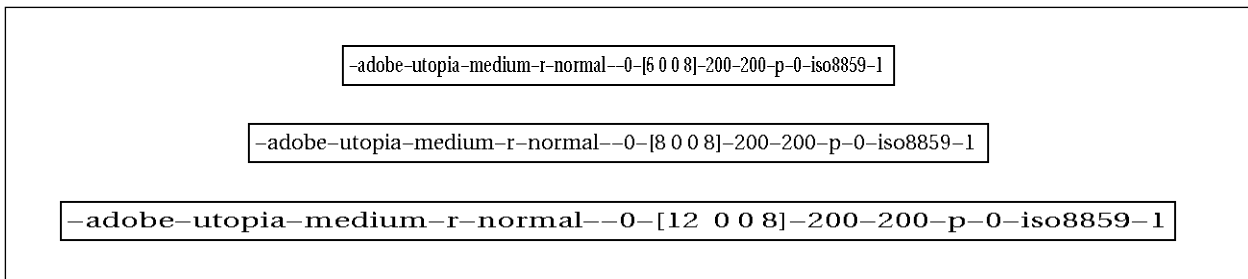 -adobe-utopia-medium-r-normal--0-[6 0 0 8]-200-200-p-0-iso8859-1
-adobe-utopia-medium-r-normal--0-[8 0 0 8]-200-200-p-0-iso8859-1
-adobe-utopia-medium-r-normal--0-[12 0 0 8]-200-200-p-0-iso8859-1